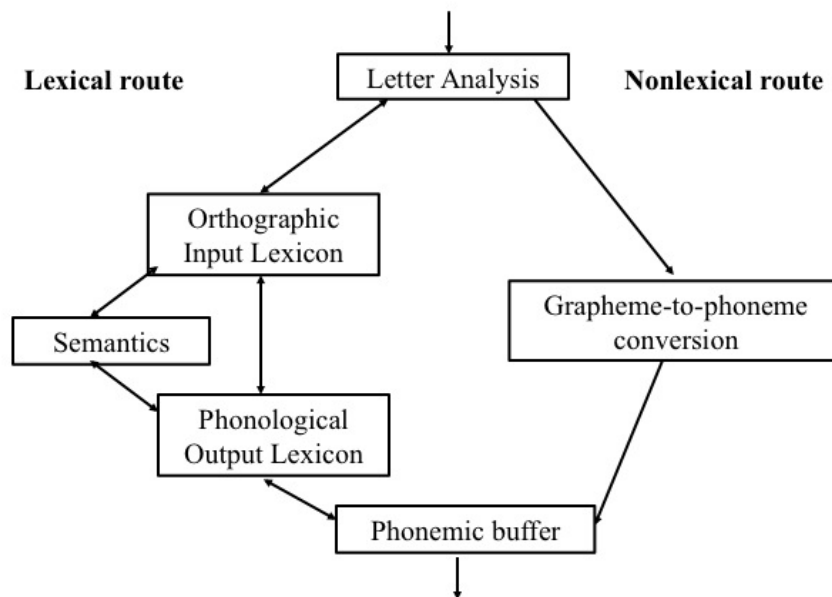 Letter Analysis
Lexical route
Nonlexical route
Orthographic
Input Lexicon
Semantics
Grapheme-to-phoneme
conversion
Phonological
Output Lexicon
Phonemic buffer